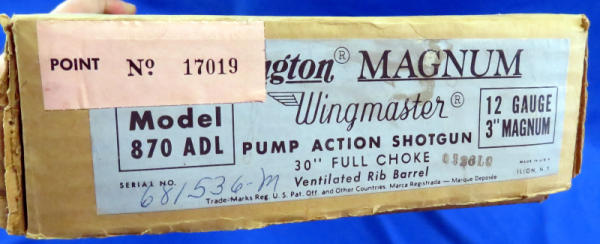 POINT No 17019
ngton® MAGNUM
Wingmaster®
Model
870 ADL
12 GAUGE
3" MAGNUM
PUMP ACTION SHOTGUN
30" FULL CHOKE
Ventilated Rib Barrel
MADE IN U.S.A.
ILION, N.Y.
SERIAL NO. 681536-M
Trade-Marks Reg. U.S. Pat. Off. and Other Countries. Marca Registrada — Marque Deposée